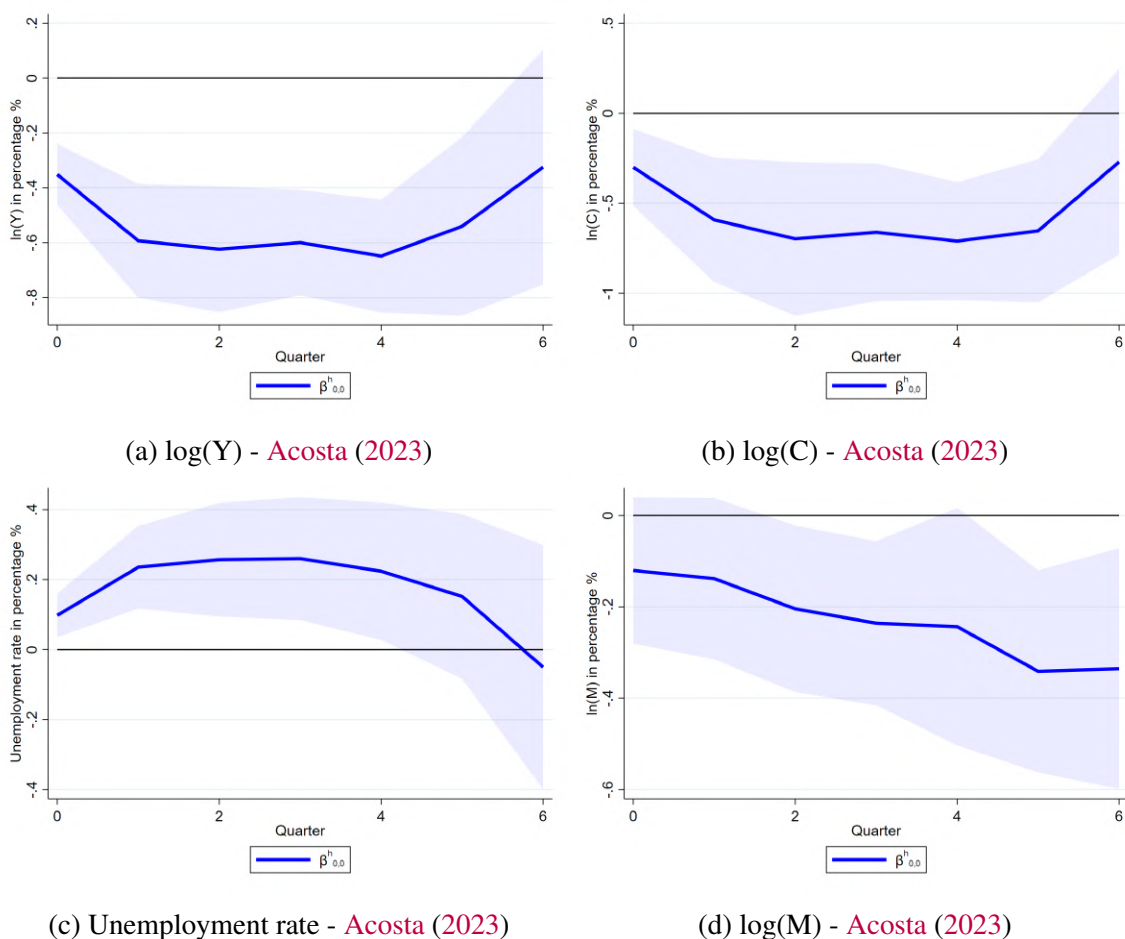 ln(Y) in percentage %
.2
0
-.2
-.4
-.6
-.8
0
2
4
6
Quarter
β^h_0,0
(a) log(Y) - Acosta (2023)
ln(C) in percentage %
.5
0
-.5
-1
0
2
4
6
Quarter
β^h_0,0
(b) log(C) - Acosta (2023)
Unemployment rate in percentage %
.4
.2
0
-.2
-.4
0
2
4
6
Quarter
β^h_0,0
(c) Unemployment rate - Acosta (2023)
ln(M) in percentage %
0
-.2
-.4
-.6
0
2
4
6
Quarter
β^h_0,0
(d) log(M) - Acosta (2023)